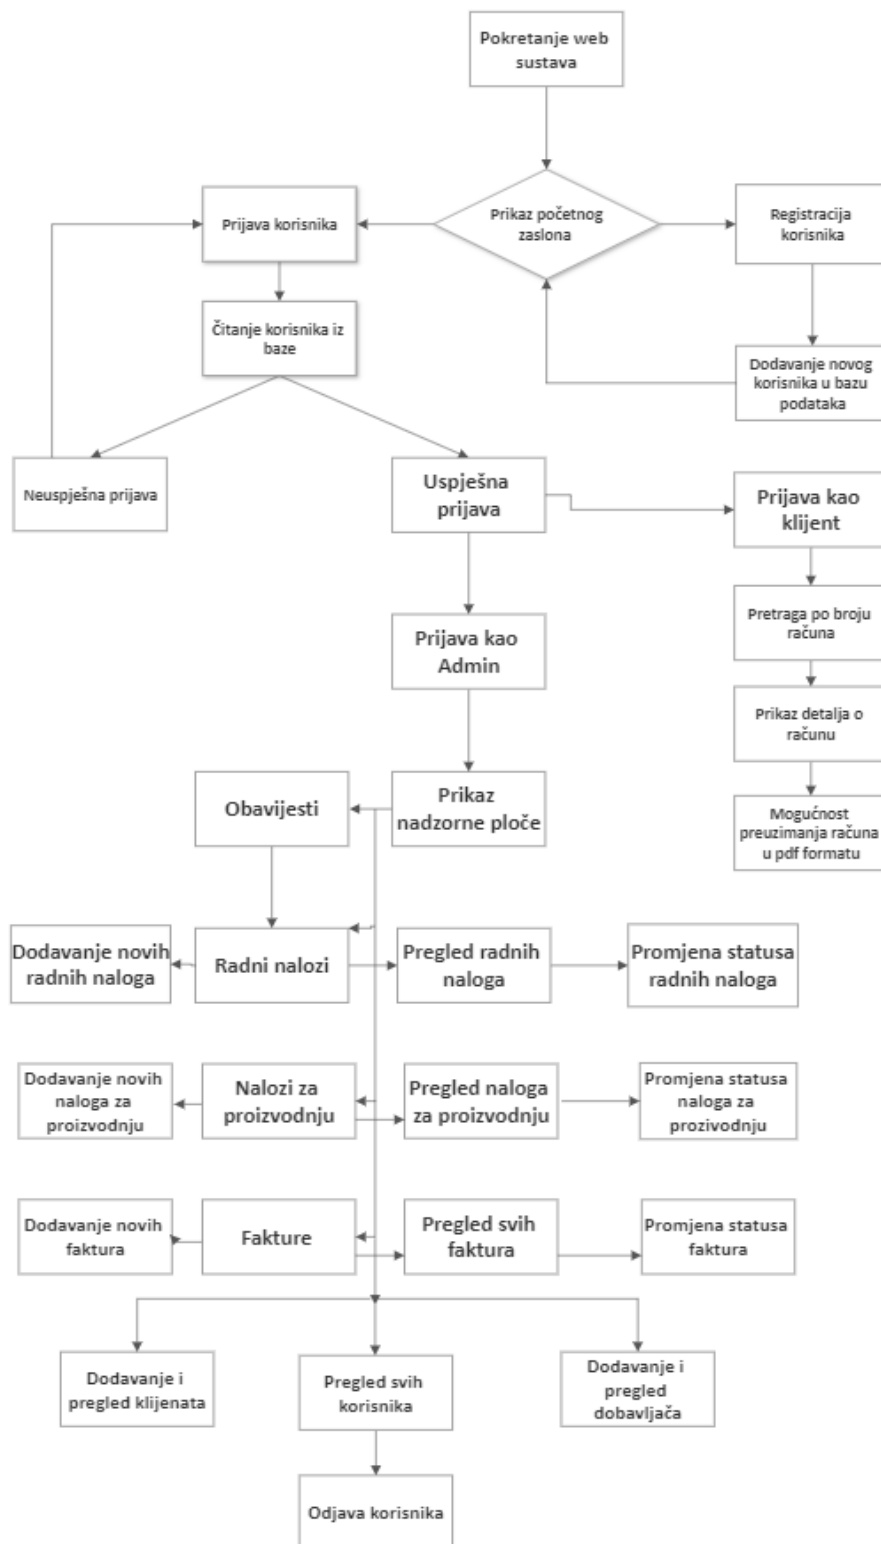 Pokretanje web
sustava
Prijava korisnika
Prikaz početnog
zaslona
Registracija
korisnika
Čitanje korisnika iz
baze
Dodavanje novog
korisnika u bazu
podataka
Neuspješna prijava
Uspješna
prijava
Prijava kao
klijent
Pretraga po broju
računa
Prijava kao
Admin
Prikaz detalja o
računu
Obavijesti
Prikaz
nadzorne ploče
Mogućnost
preuzimanja računa
u pdf formatu
Dodavanje novih
radnih naloga
Radni nalozi
Pregled radnih
naloga
Promjena statusa
radnih naloga
Dodavanje novih
naloga za
proizvodnju
Nalozi za
proizvodnju
Pregled naloga
za proizvodnju
Promjena statusa
naloga za
prozivodnju
Dodavanje novih
faktura
Fakture
Pregled svih
faktura
Promjena statusa
faktura
Dodavanje i
pregled klijenata
Pregled svih
korisnika
Dodavanje i
pregled
dobavljača
Odjava korisnika